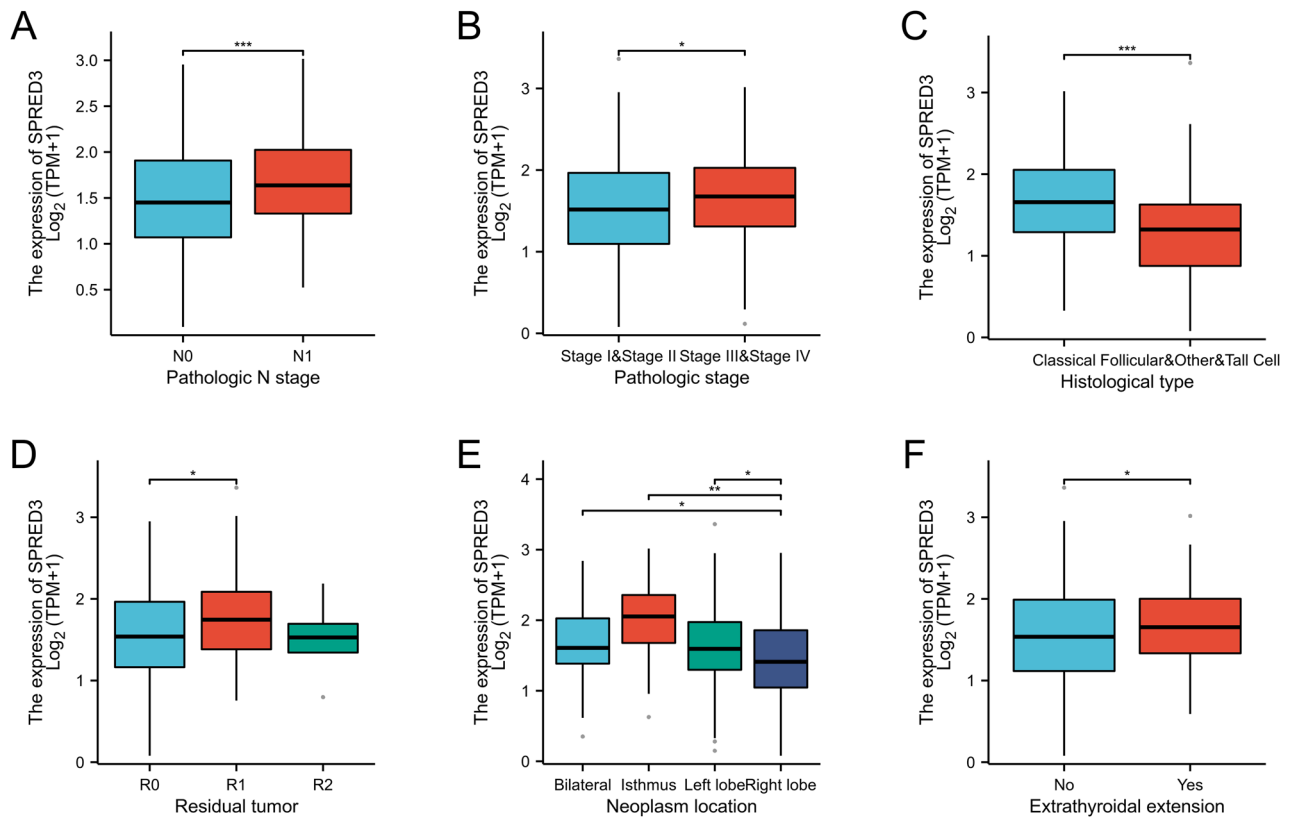 A
The expression of SPRED3
Log2 (TPM+1)
3.0
2.5
2.0
1.5
1.0
0.5
***
N0
N1
Pathologic N stage
B
The expression of SPRED3
Log2 (TPM+1)
3
2
1
0
*
Stage I&Stage II
Stage III&Stage IV
Pathologic stage
C
The expression of SPRED3
Log2 (TPM+1)
3
2
1
0
***
Classical
Follicular&Other&Tall Cell
Histological type
D
The expression of SPRED3
Log2 (TPM+1)
3
2
1
0
*
R0
R1
R2
Residual tumor
E
The expression of SPRED3
Log2 (TPM+1)
4
3
2
1
0
*
**
*
Bilateral
Isthmus
Left lobe
Right lobe
Neoplasm location
F
The expression of SPRED3
Log2 (TPM+1)
3
2
1
0
*
No
Yes
Extrathyroidal extension